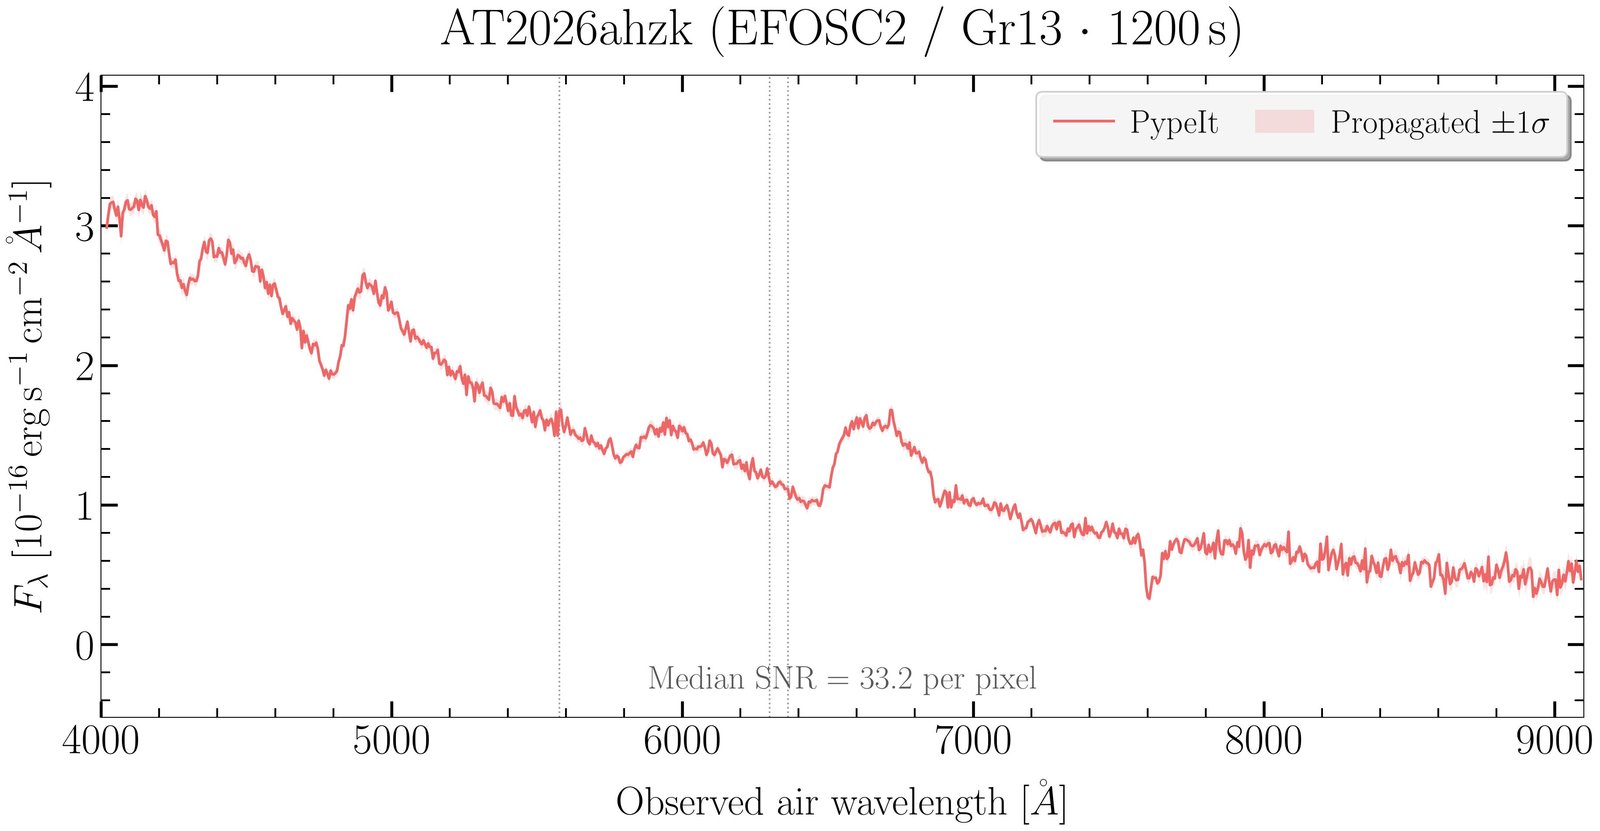 AT2026ahzk (EFOSC2 / Gr13 · 1200 s)
PypeIt
Propagated ±1σ
4
3
2
1
0
F_λ [10^−16 erg s^−1 cm^−2 Å^−1]
Median SNR = 33.2 per pixel
4000 5000 6000 7000 8000 9000
Observed air wavelength [Å]